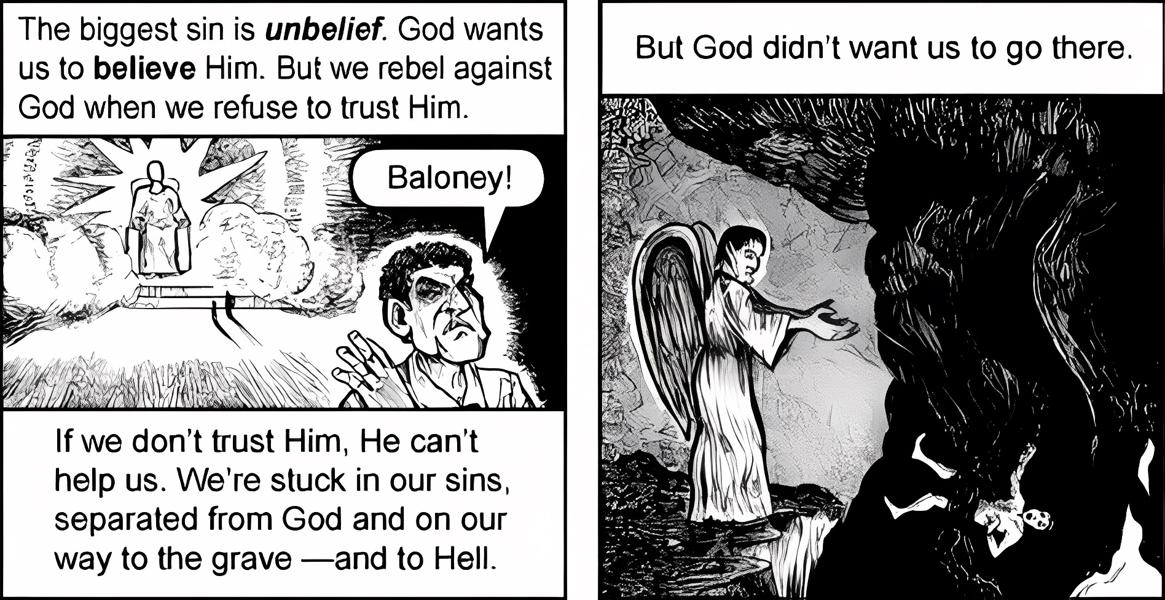 The biggest sin is unbelief. God wants
us to believe Him. But we rebel against
God when we refuse to trust Him.
Baloney!
If we don't trust Him, He can't
help us. We're stuck in our sins,
separated from God and on our
way to the grave —and to Hell.
But God didn't want us to go there.